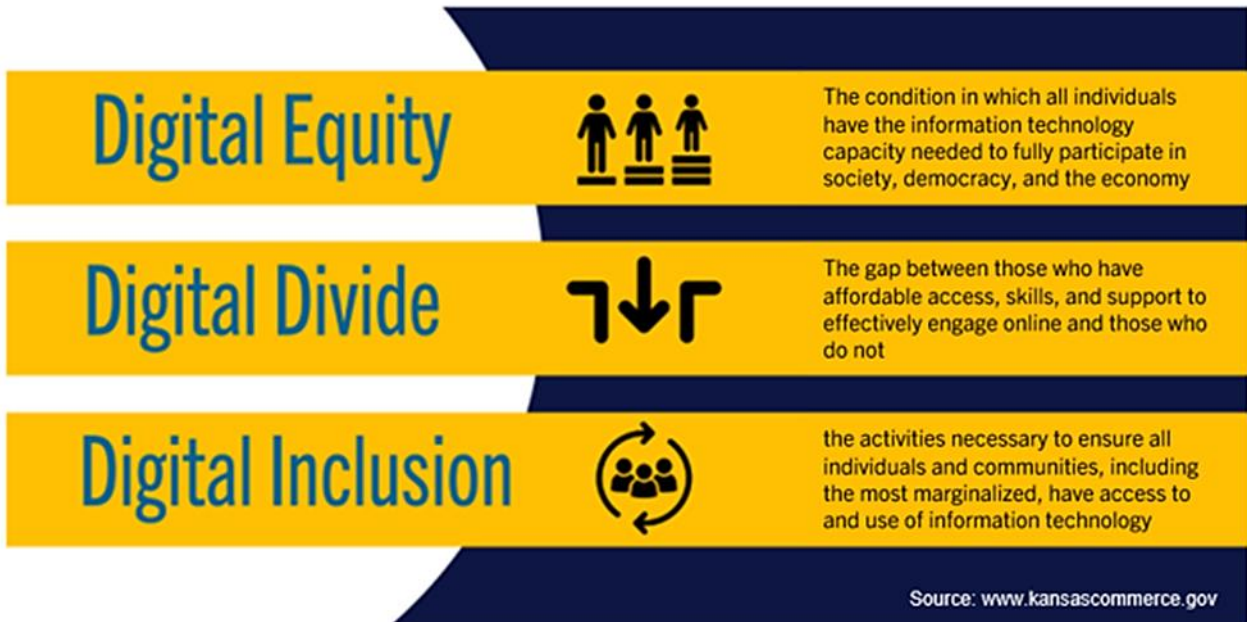 Digital Equity
The condition in which all individuals
have the information technology
capacity needed to fully participate in
society, democracy, and the economy
Digital Divide
The gap between those who have
affordable access, skills, and support to
effectively engage online and those who
do not
Digital Inclusion
the activities necessary to ensure all
individuals and communities, including
the most marginalized, have access to
and use of information technology
Source: www.kansascommerce.gov